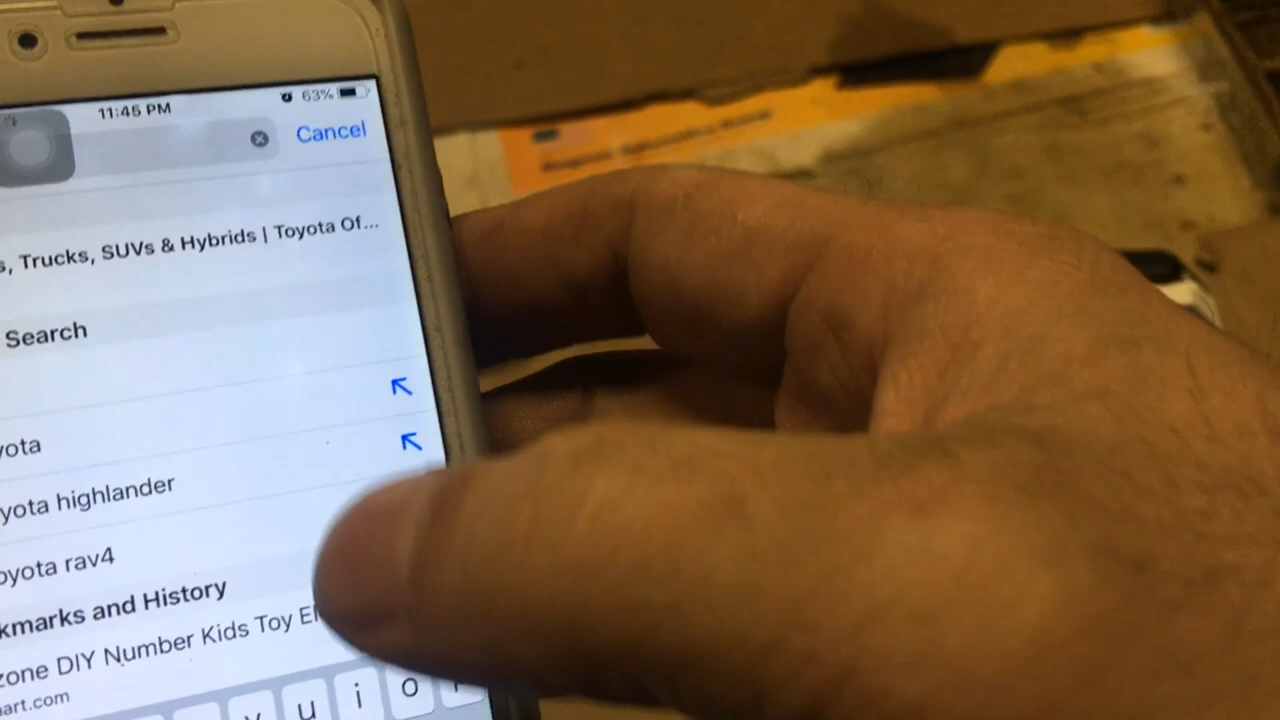 11:45 PM 63%
Cancel
s, Trucks, SUVs & Hybrids | Toyota Of...
Search
yota
yota highlander
oyota rav4
kmarks and History
zone DIY Number Kids Toy El
nart.com
y u i o